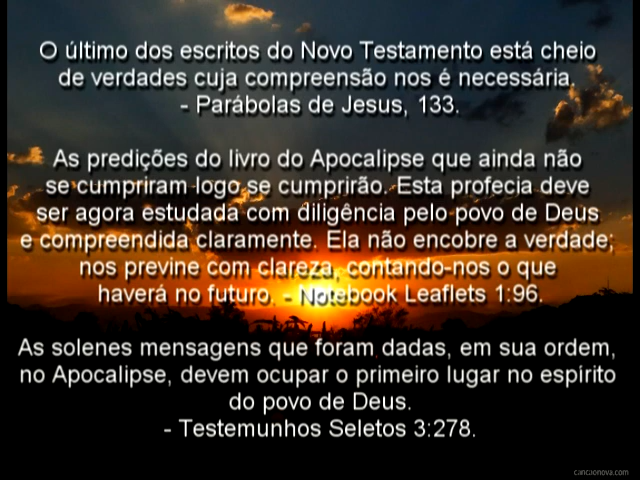 O último dos escritos do Novo Testamento está cheio
de verdades cuja compreensão nos é necessária.
- Parábolas de Jesus, 133.
As predições do livro do Apocalipse que ainda não
se cumpriram logo se cumprirão. Esta profecia deve
ser agora estudada com diligência pelo povo de Deus
e compreendida claramente. Ela não encobre a verdade;
nos previne com clareza, contando-nos o que
haverá no futuro. - Notebook Leaflets 1:96.
As solenes mensagens que foram dadas, em sua ordem,
no Apocalipse, devem ocupar o primeiro lugar no espírito
do povo de Deus.
- Testemunhos Seletos 3:278.
cancaonova.com